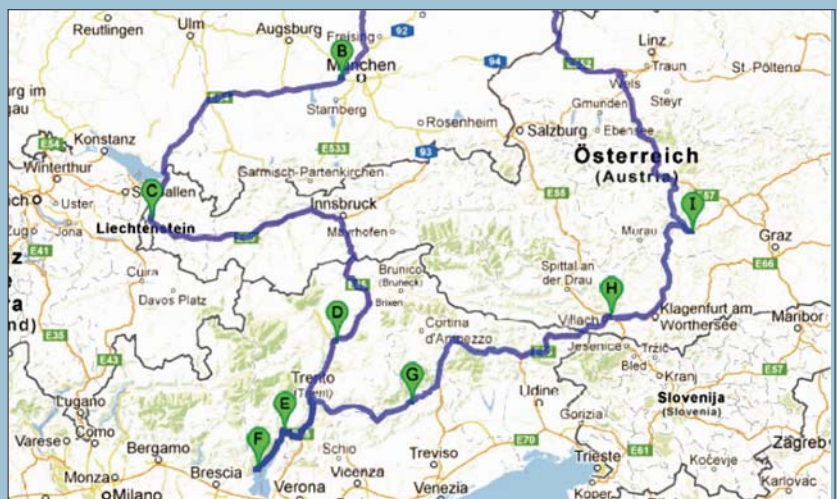 Reutlingen
Ulm
Augsburg
Freising
92
Linz
B
München
94
E552
Traun
St. Pölten
Wels
Starnberg
Steyr
Gmunden
Rosenheim
Salzburg
Ebensee
E54
Konstanz
E533
93
Österreich
(Austria)
Winterthur
Garmisch-Partenkirchen
E55
E57
C
Uster
Innsbruck
I
Liechtenstein
Zug
Jona
Mayrhofen
Murau
Graz
E41
Brunico
(Bruneck)
Spittal an
der Drau
E66
Davos Platz
Brixen
H
D
Cortina
d'Ampezzo
Villach
Klagenfurt am
Wörthersee
Maribor
E35
E43
Jesenice
Tržič
Bled
Trento
G
Kranj
E57
Lugano
E
Udine
Slovenija
(Slovenia)
Como
F
Gorizia
Varese
Bergamo
Schio
E70
Treviso
Trieste
E61
Zagreb
Kočevje
Monza
Brescia
Vicenza
Milano
Verona
Venezia
Koper
Karlovac